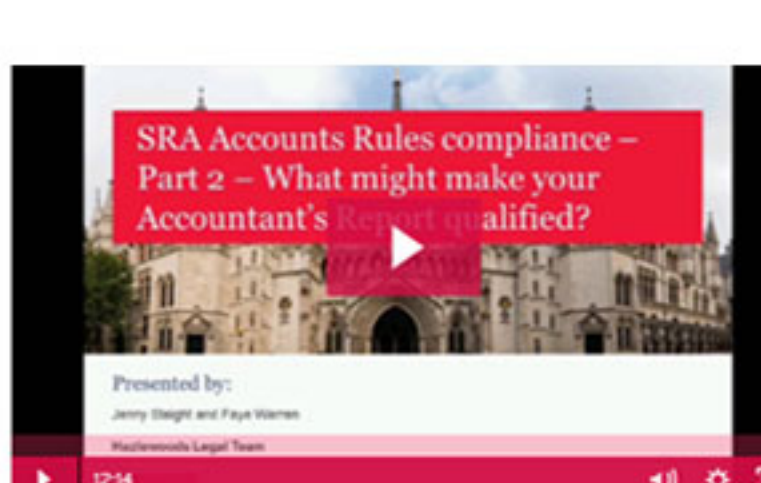 SRA Accounts Rules compliance –
Part 2 – What might make your
Accountant's Report qualified?
Presented by:
Jenny Staight and Faye Warren
Hazlewoods Legal Team
12:14